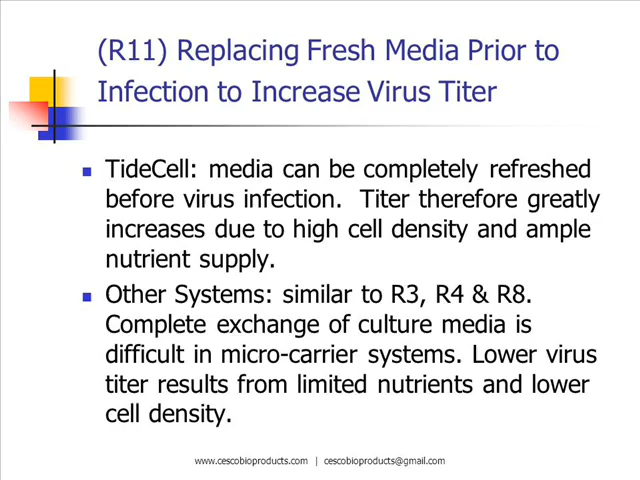 (R11) Replacing Fresh Media Prior to
Infection to Increase Virus Titer
TideCell: media can be completely refreshed
before virus infection. Titer therefore greatly
increases due to high cell density and ample
nutrient supply.
Other Systems: similar to R3, R4 & R8.
Complete exchange of culture media is
difficult in micro-carrier systems. Lower virus
titer results from limited nutrients and lower
cell density.
www.cescobioproducts.com | cescobioproducts@gmail.com